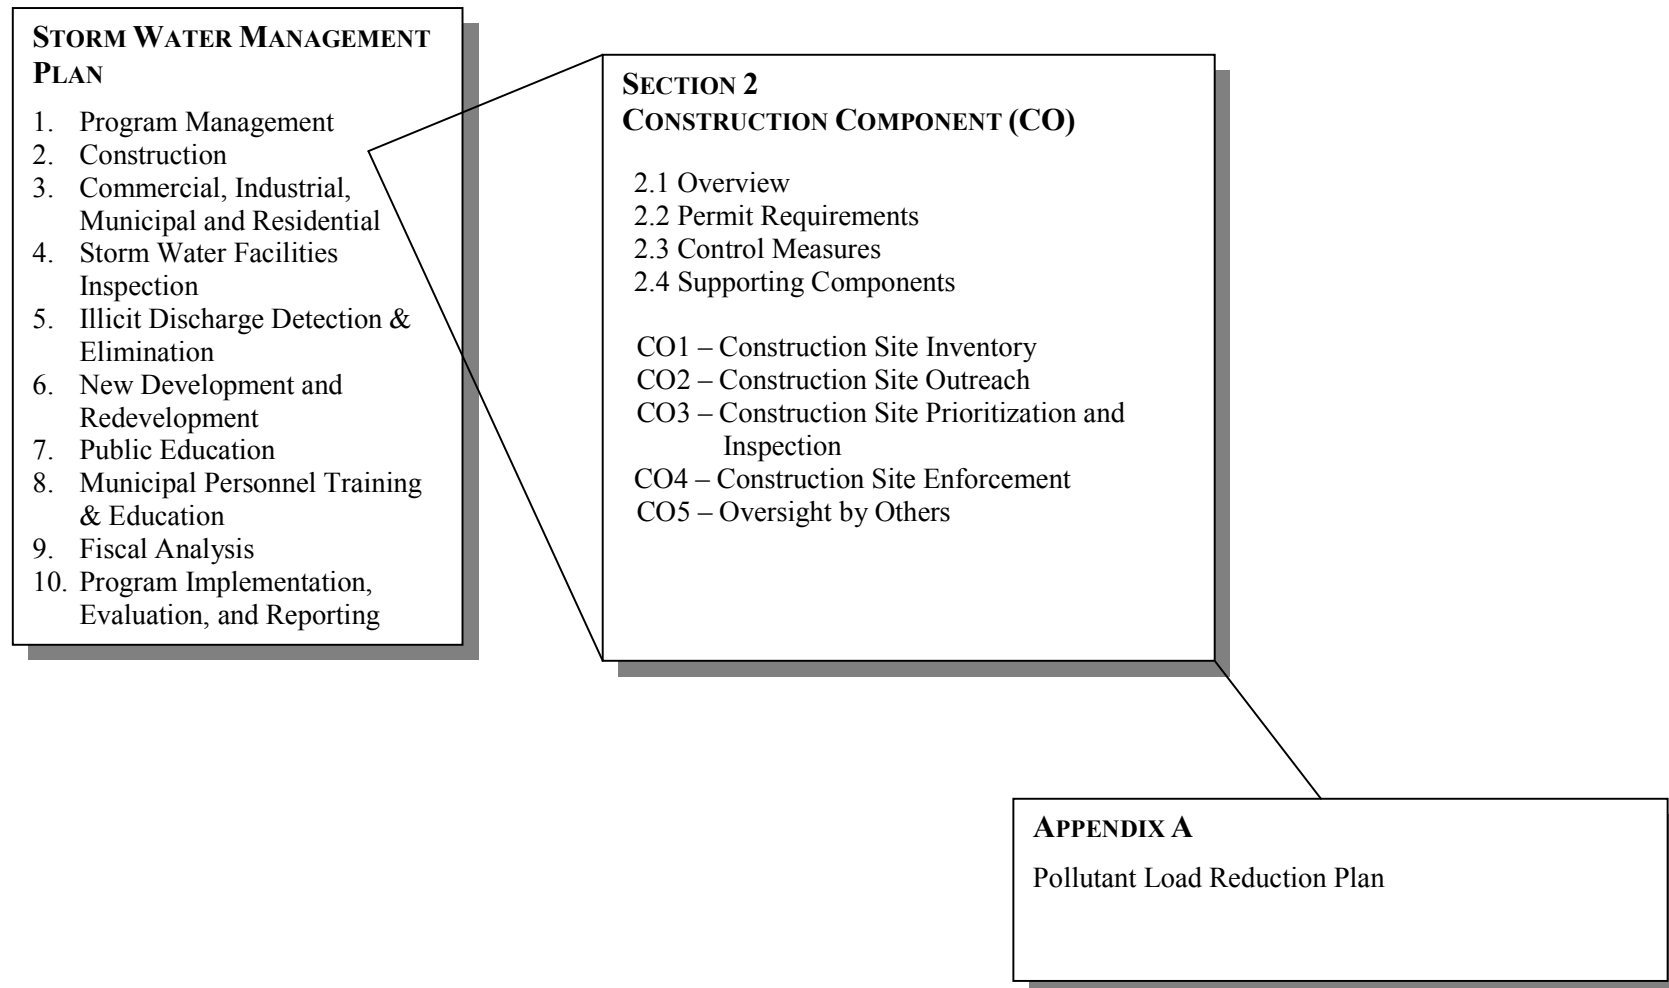 STORM WATER MANAGEMENT
PLAN
1. Program Management
2. Construction
3. Commercial, Industrial,
Municipal and Residential
4. Storm Water Facilities
Inspection
5. Illicit Discharge Detection &
Elimination
6. New Development and
Redevelopment
7. Public Education
8. Municipal Personnel Training
& Education
9. Fiscal Analysis
10. Program Implementation,
Evaluation, and Reporting
SECTION 2
CONSTRUCTION COMPONENT (CO)
2.1 Overview
2.2 Permit Requirements
2.3 Control Measures
2.4 Supporting Components
CO1 – Construction Site Inventory
CO2 – Construction Site Outreach
CO3 – Construction Site Prioritization and
Inspection
CO4 – Construction Site Enforcement
CO5 – Oversight by Others
APPENDIX A
Pollutant Load Reduction Plan